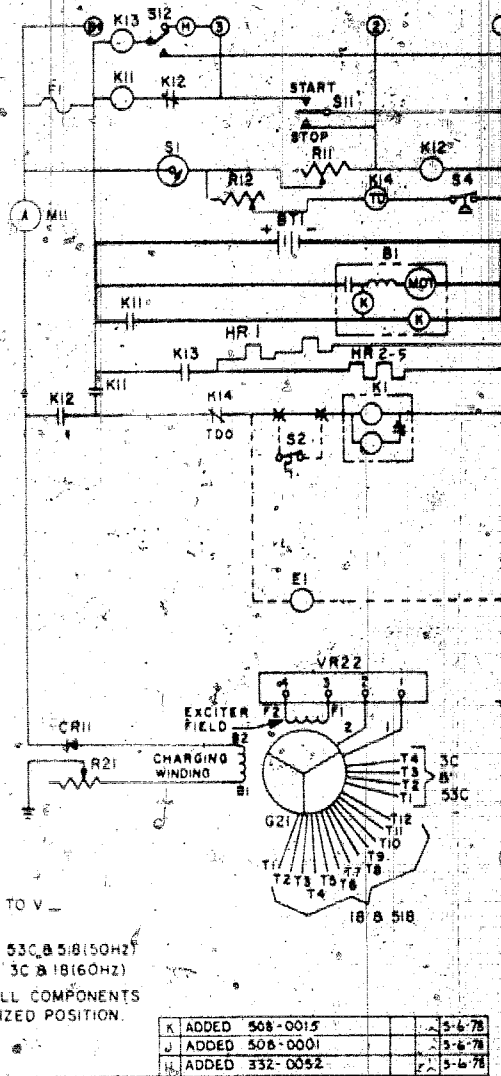 K13 S12 H 3 2
K11 K12
F1
START
S11
STOP
S1 R11 K12
R12 K14 S4
TD
A M11
+ BT1 -
B1
MOT
K
K11 K
HR 1
K13 HR 2-5
K11 K1
K12 K14
TDO S2
E1
VR22
4 3 2 1
EXCITER FIELD F2 F1 2 1
CR11 B2
R21 CHARGING WINDING
B1
G21
T4 3C
T3 &
T2 53C
T1
T12
T11
T10
T9
T8
T1 T2 T3 T4 T5 T6 T7
18 & 518
TO V
53C & 518 (50HZ)
3C & 18 (60HZ)
LL COMPONENTS
IZED POSITION.
K ADDED 508-0015 5-6-78
J ADDED 508-0001 5-6-78
H ADDED 332-0052 5-6-78